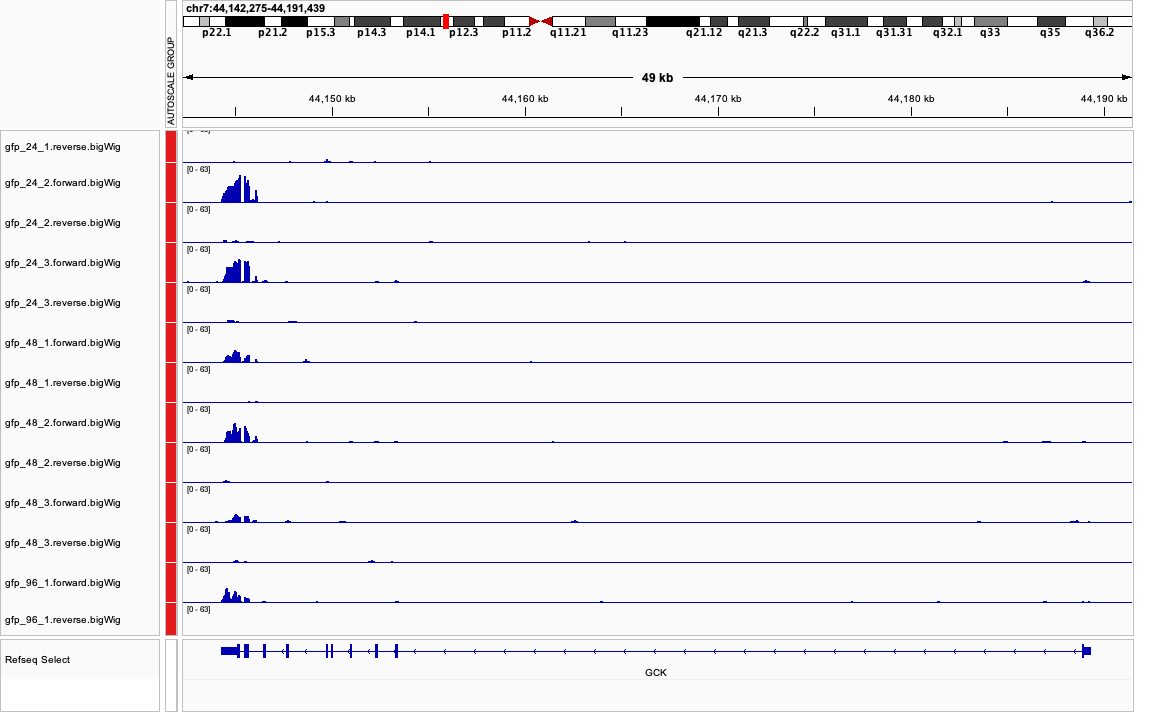 chr7:44,142,275-44,191,439
p22.1 p21.2 p15.3 p14.3 p14.1 p12.3 p11.2 q11.21 q11.23 q21.12 q21.3 q22.2 q31.1 q31.31 q32.1 q33 q35 q36.2
AUTOSCALE GROUP
49 kb
44,150 kb 44,160 kb 44,170 kb 44,180 kb 44,190 kb
gfp_24_1.reverse.bigWig
[0 - 63]
gfp_24_2.forward.bigWig
[0 - 63]
gfp_24_2.reverse.bigWig
[0 - 63]
gfp_24_3.forward.bigWig
[0 - 63]
gfp_24_3.reverse.bigWig
[0 - 63]
gfp_48_1.forward.bigWig
[0 - 63]
gfp_48_1.reverse.bigWig
[0 - 63]
gfp_48_2.forward.bigWig
[0 - 63]
gfp_48_2.reverse.bigWig
[0 - 63]
gfp_48_3.forward.bigWig
[0 - 63]
gfp_48_3.reverse.bigWig
[0 - 63]
gfp_96_1.forward.bigWig
[0 - 63]
gfp_96_1.reverse.bigWig
Refseq Select
GCK